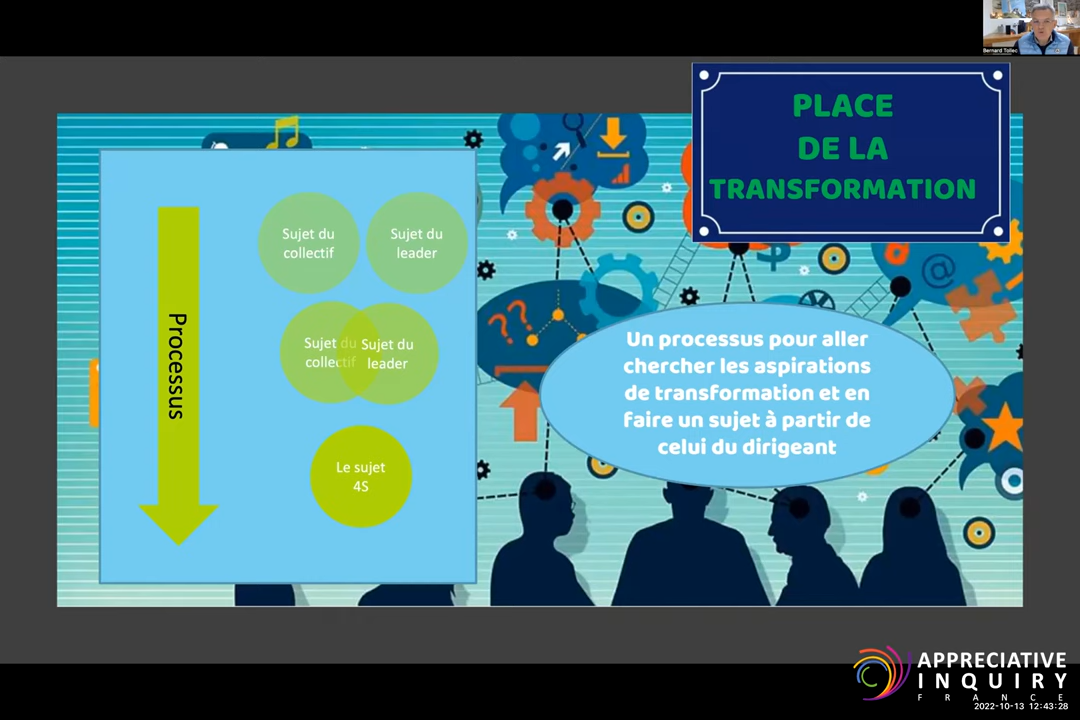 Bernard Tollec
PLACE
DE LA
TRANSFORMATION
Processus
Sujet du
collectif
Sujet du
leader
Sujet du
collectif
Sujet du
leader
Le sujet
4S
??
$
@
Un processus pour aller
chercher les aspirations
de transformation et en
faire un sujet à partir de
celui du dirigeant
APPRECIATIVE
INQUIRY
FRANCE
2022-10-13 12:43:28